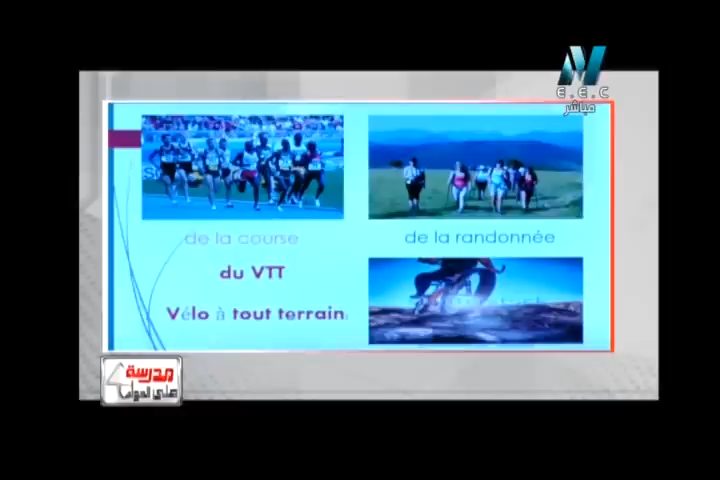 E.E.C
مباشر
de la course
de la randonnée
du VTT
Vélo à tout terrain
مدرسة
على الهواء